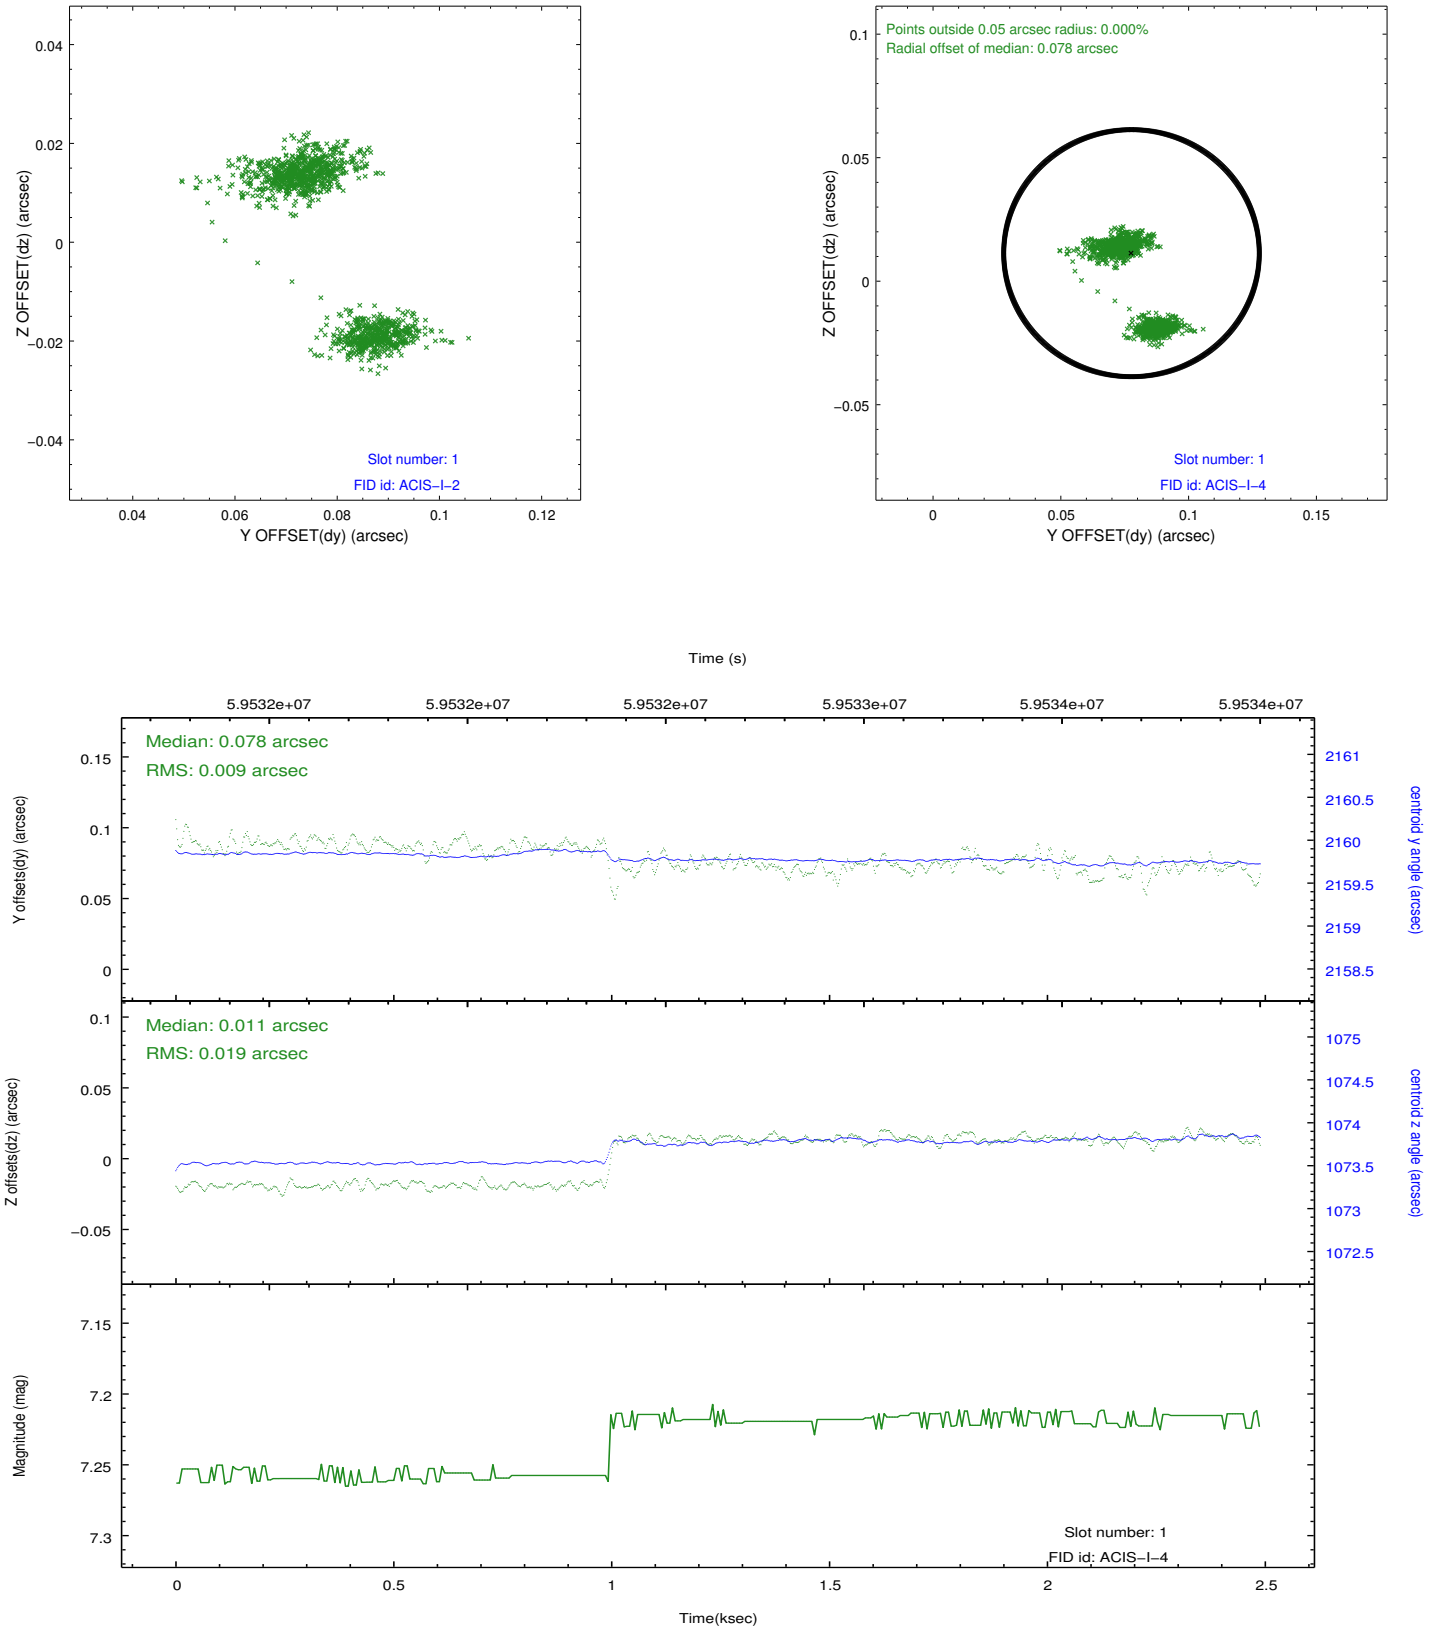 0.04
0.02
0
−0.02
−0.04
Z OFFSET(dz) (arcsec)
Slot number: 1
FID id: ACIS−I−2
0.04
0.06
0.08
0.1
0.12
Y OFFSET(dy) (arcsec)
Points outside 0.05 arcsec radius: 0.000%
Radial offset of median: 0.078 arcsec
0.1
0.05
0
−0.05
Z OFFSET(dz) (arcsec)
Slot number: 1
FID id: ACIS−I−4
0
0.05
0.1
0.15
Y OFFSET(dy) (arcsec)
Time (s)
5.9532e+07
5.9532e+07
5.9532e+07
5.9533e+07
5.9534e+07
5.9534e+07
Median: 0.078 arcsec
RMS: 0.009 arcsec
0.15
0.1
0.05
0
Y offsets(dy) (arcsec)
2161
2160.5
2160
2159.5
2159
2158.5
centroid y angle (arcsec)
Median: 0.011 arcsec
RMS: 0.019 arcsec
0.1
0.05
0
−0.05
Z offsets(dz) (arcsec)
1075
1074.5
1074
1073.5
1073
1072.5
centroid z angle (arcsec)
7.15
7.2
7.25
7.3
Magnitude (mag)
Slot number: 1
FID id: ACIS−I−4
0
0.5
1
1.5
2
2.5
Time(ksec)